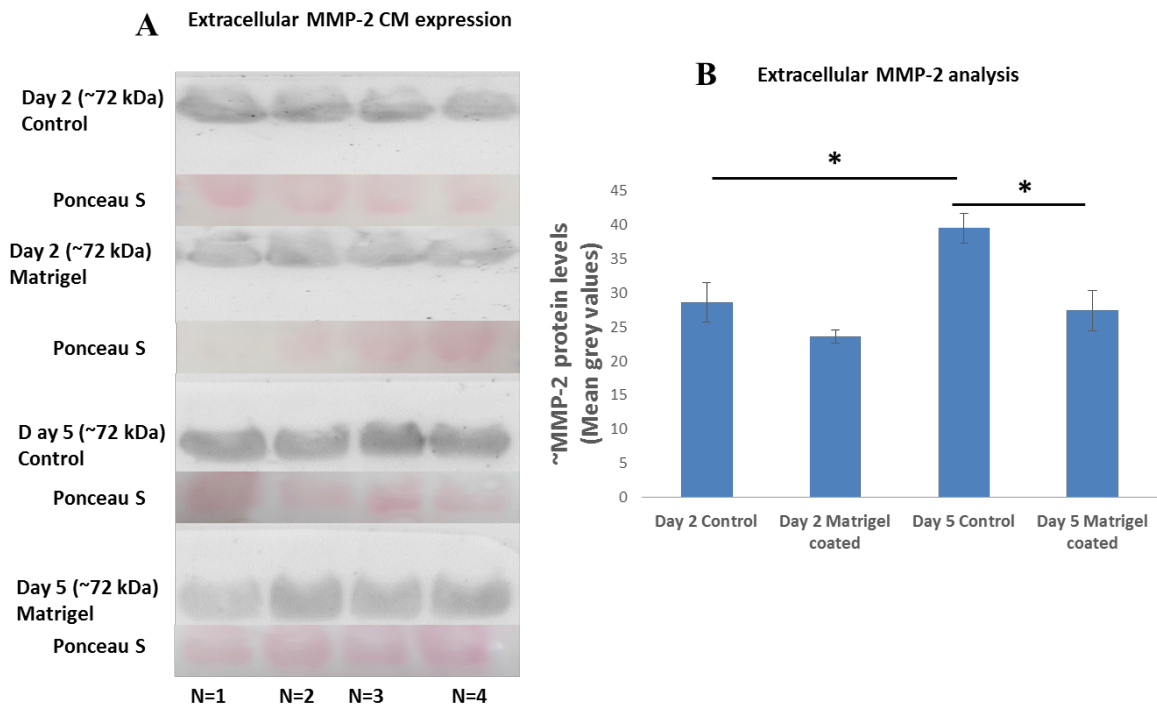 A
Extracellular MMP-2 CM expression
Day 2 (~72 kDa)
Control
Ponceau S
Day 2 (~72 kDa)
Matrigel
Ponceau S
D ay 5 (~72 kDa)
Control
Ponceau S
Day 5 (~72 kDa)
Matrigel
Ponceau S
N=1 N=2 N=3 N=4
B
Extracellular MMP-2 analysis
*
*
~MMP-2 protein levels
(Mean grey values)
45
40
35
30
25
20
15
10
5
0
Day 2 Control
Day 2 Matrigel
coated
Day 5 Control
Day 5 Matrigel
coated